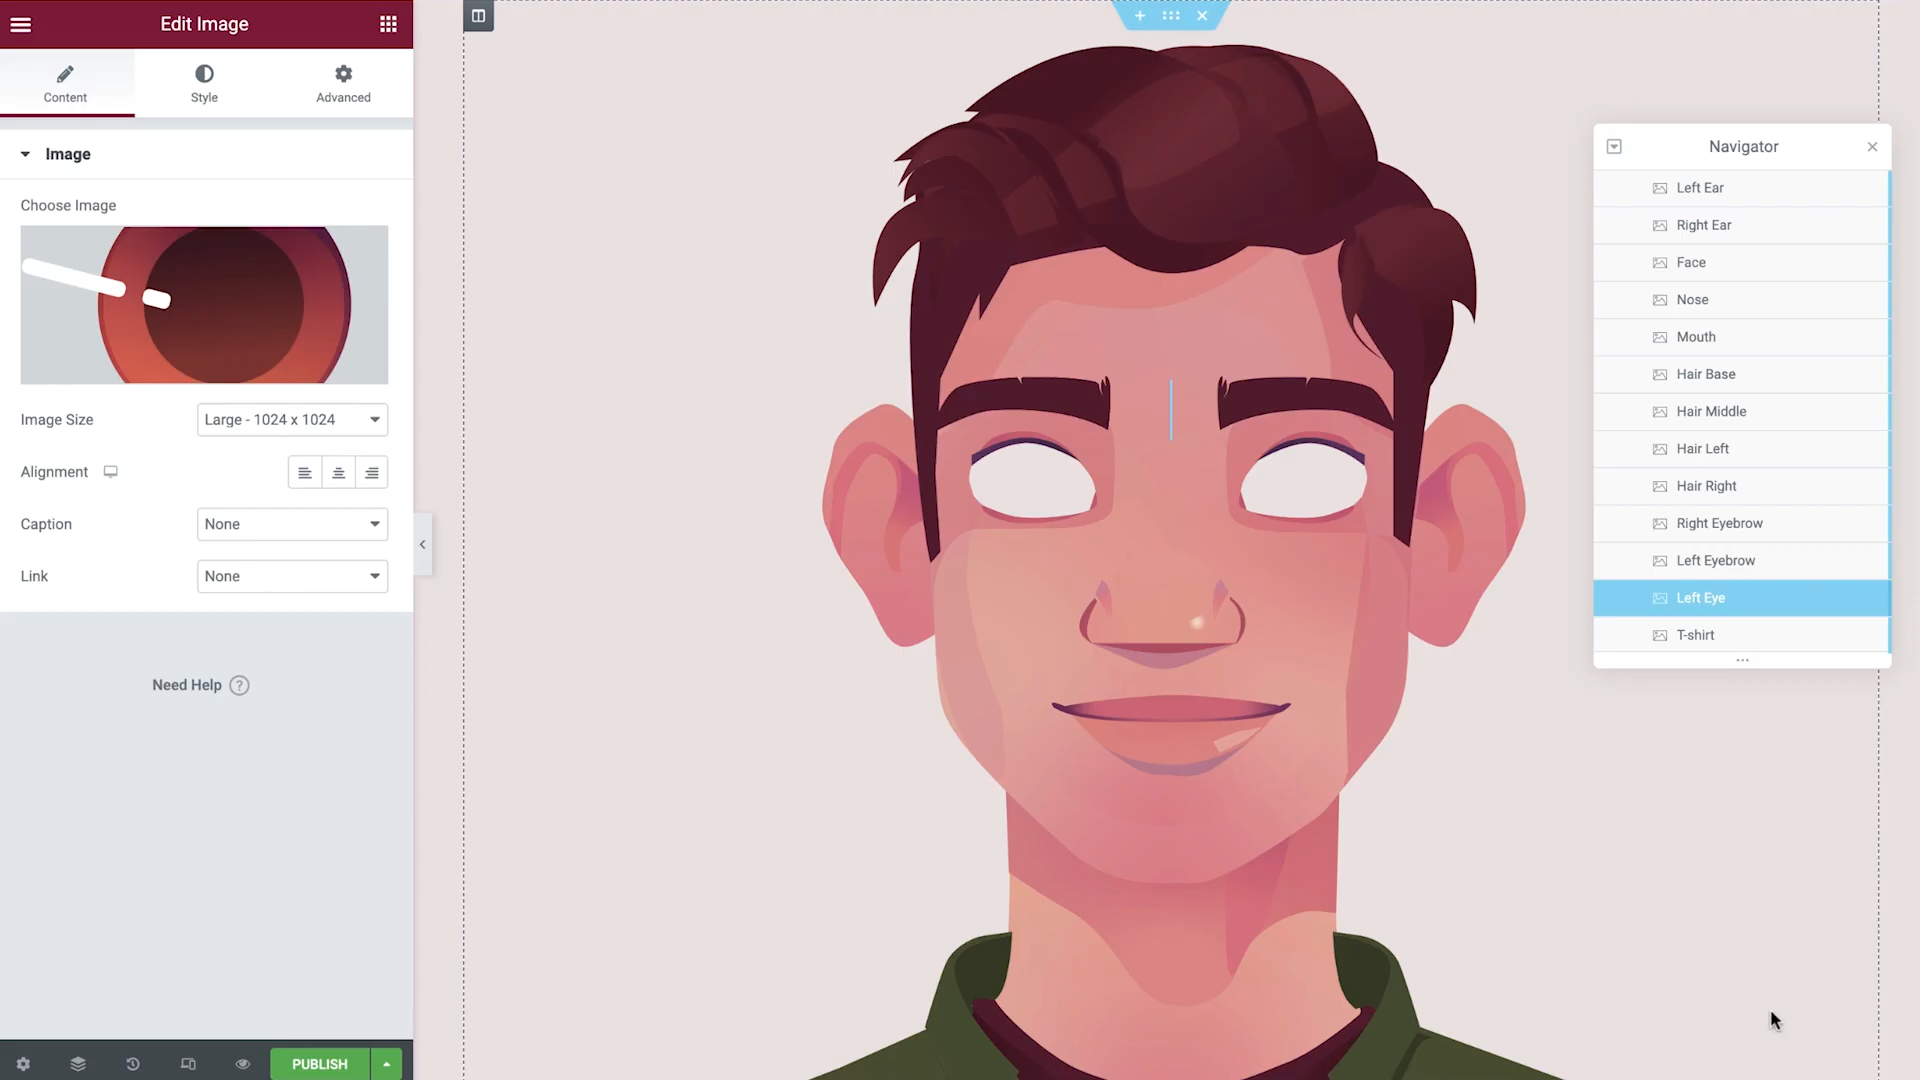 Edit Image
Content
Style
Advanced
Image
Choose Image
Image Size
Large - 1024 x 1024
Alignment
Caption
None
Link
None
Need Help
?
PUBLISH
Navigator
Left Ear
Right Ear
Face
Nose
Mouth
Hair Base
Hair Middle
Hair Left
Hair Right
Right Eyebrow
Left Eyebrow
Left Eye
T-shirt